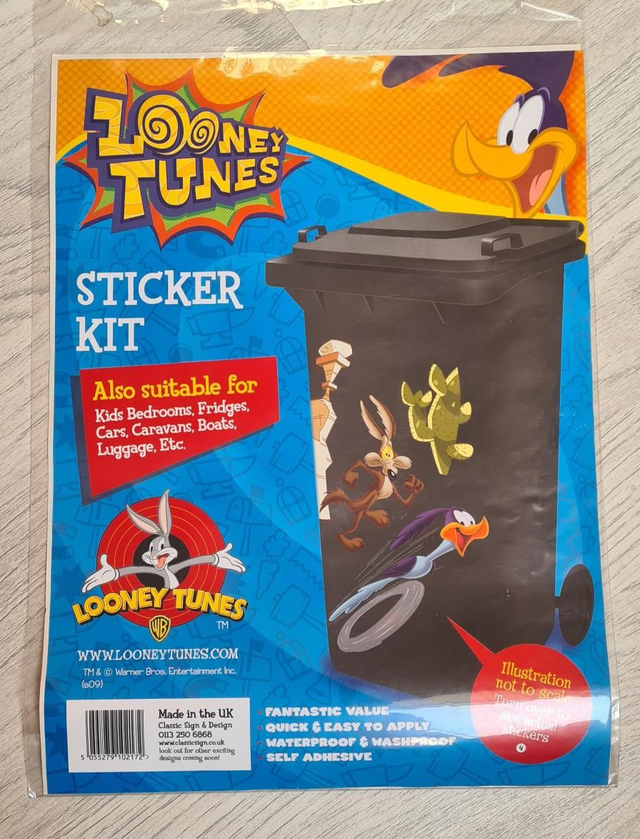 LOONEY
TUNES
STICKER
KIT
Also suitable for
Kids Bedrooms, Fridges,
Cars, Caravans, Boats,
Luggage, Etc.
LOONEY TUNES
WB
TM
WWW.LOONEYTUNES.COM
TM & © Warner Bros. Entertainment Inc.
(s09)
5 055279 102172 >
Made in the UK
Classic Sign & Design
0113 250 6868
www.classicsign.co.uk
look out for other exciting
designs coming soon!
· FANTASTIC VALUE
· QUICK & EASY TO APPLY
· WATERPROOF & WASHPROOF
· SELF ADHESIVE
Illustration
not to scale
Turn over to
see actual
stickers
4